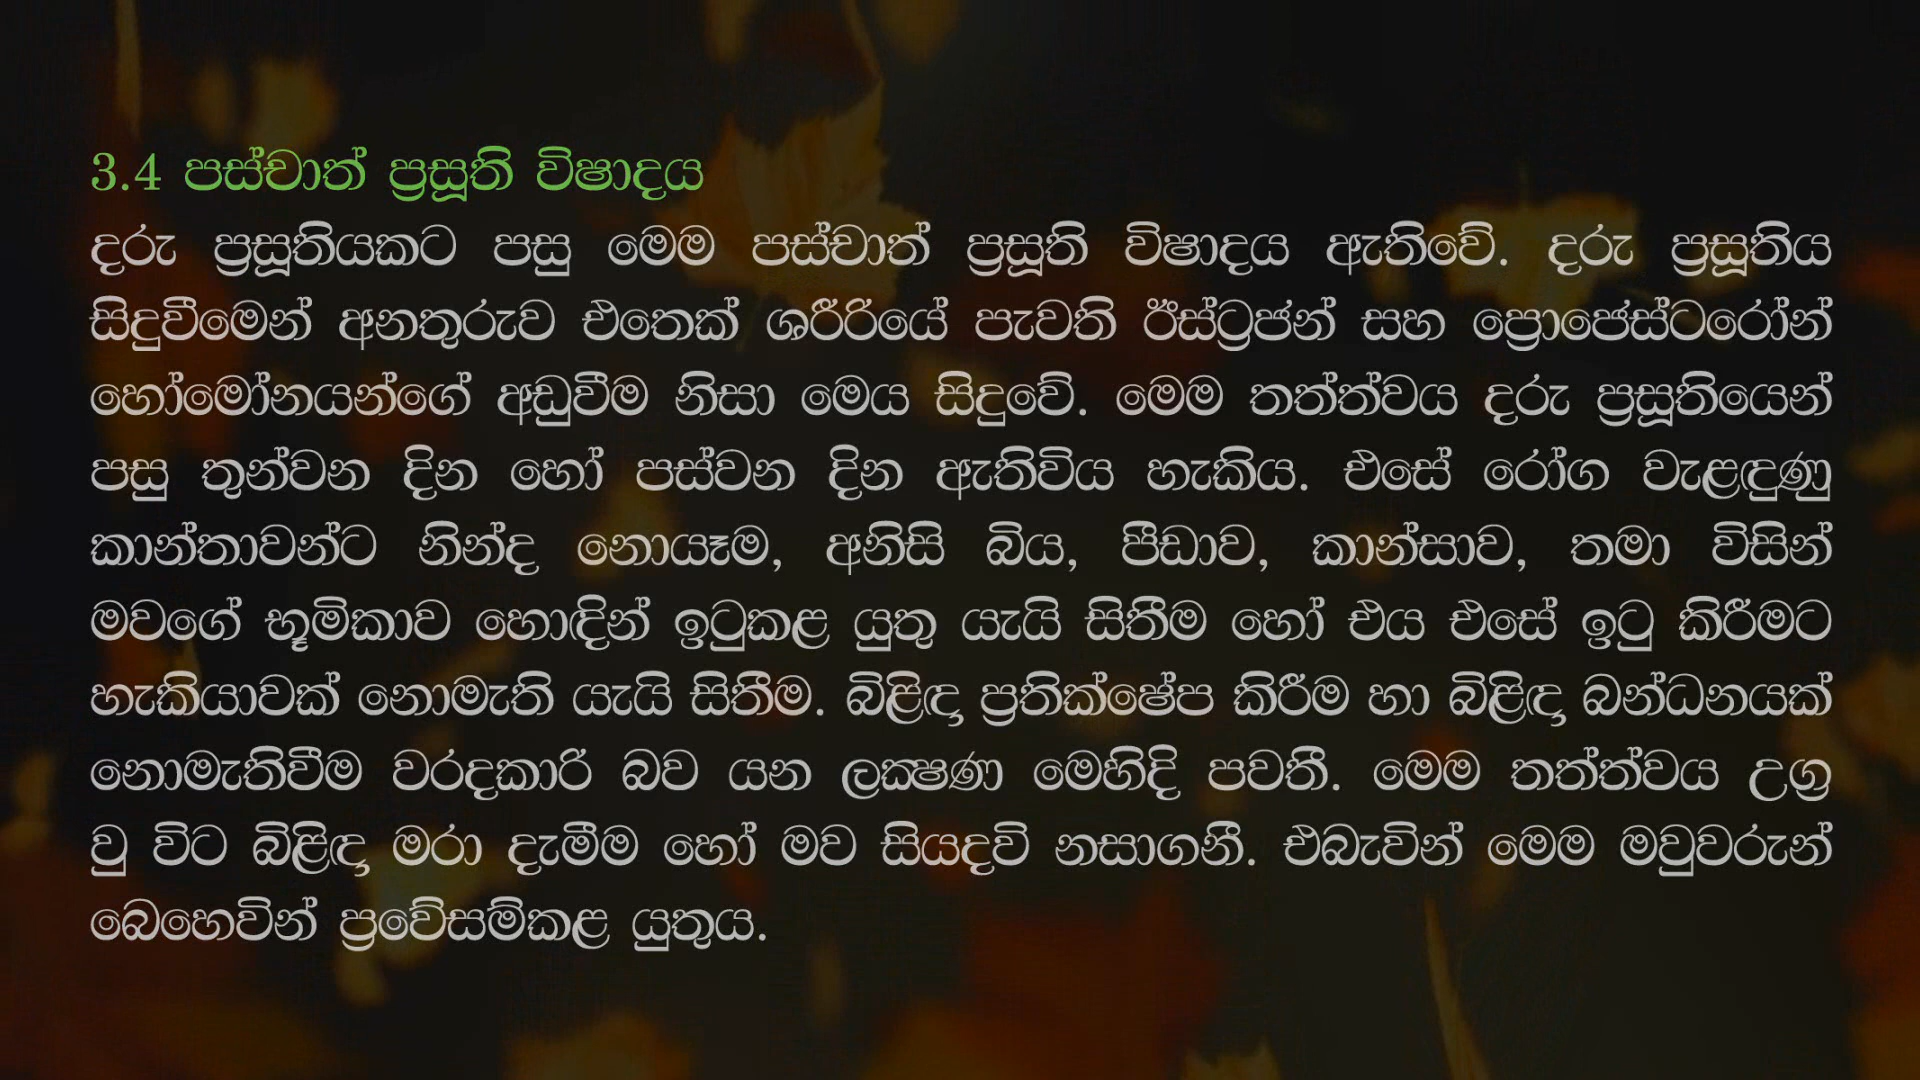 3.4 පස්චාත් ප්‍රසූති විෂාදය
දරු ප්‍රසූතියකට පසු මෙම පස්චාත් ප්‍රසූති විෂාදය ඇතිවේ. දරු ප්‍රසූතිය
සිදුවීමෙන් අනතුරුව එතෙක් ශරීරියේ පැවති ඊස්ට්‍රජන් සහ ප්‍රොජෙස්ටරෝන්
හෝමෝනයන්ගේ අඩුවීම නිසා මෙය සිදුවේ. මෙම තත්ත්වය දරු ප්‍රසූතියෙන්
පසු තුන්වන දින හෝ පස්වන දින ඇතිවිය හැකිය. එසේ රෝග වැළඳුණු
කාන්තාවන්ට නින්ද නොයෑම, අනිසි බිය, පීඩාව, කාන්සාව, තමා විසින්
මවගේ භූමිකාව හොඳින් ඉටුකළ යුතු යැයි සිතීම හෝ එය එසේ ඉටු කිරීමට
හැකියාවක් නොමැති යැයි සිතීම. බිළිඳා ප්‍රතික්ෂේප කිරීම හා බිළිඳා බන්ධනයක්
නොමැතිවීම වරදකාරි බව යන ලක්‍ෂණ මෙහිදි පවතී. මෙම තත්ත්වය උග්‍ර
වූ විට බිළිඳා මරා දැමීම හෝ මව සියදවි නසාගනී. එබැවින් මෙම මවුවරුන්
බෙහෙවින් ප්‍රවේසම්කළ යුතුය.